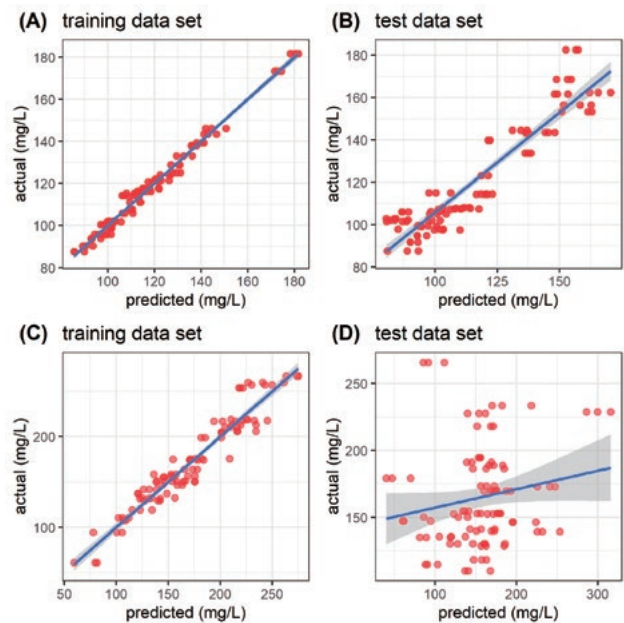 (A) training data set
(B) test data set
actual (mg/L)
180
160
140
120
100
80
100 120 140 160 180
predicted (mg/L)
actual (mg/L)
180
160
140
120
100
80
100 125 150
predicted (mg/L)
(C) training data set
(D) test data set
actual (mg/L)
200
100
50 100 150 200 250
predicted (mg/L)
actual (mg/L)
250
200
150
100 200 300
predicted (mg/L)